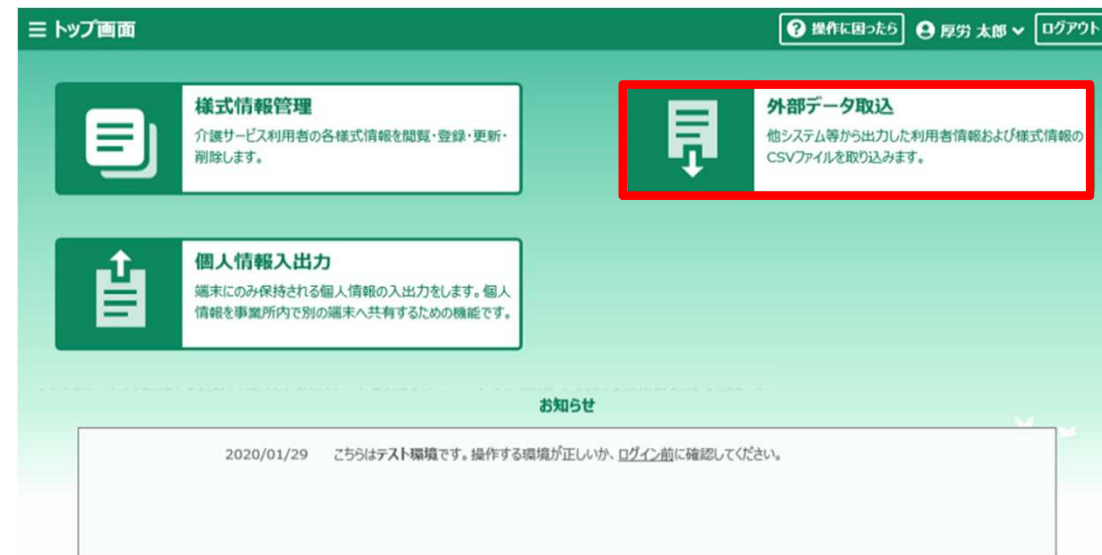 トップ画面
操作に困ったら
厚労 太郎
ログアウト
様式情報管理
介護サービス利用者の各様式情報を閲覧・登録・更新・
削除します。
外部データ取込
他システム等から出力した利用者情報および様式情報の
CSVファイルを取り込みます。
個人情報入出力
端末にのみ保持される個人情報の入出力をします。個人
情報を事業所内で別の端末へ共有するための機能です。
お知らせ
2020/01/29 こちらはテスト環境です。操作する環境が正しいか、ログイン前に確認してください。